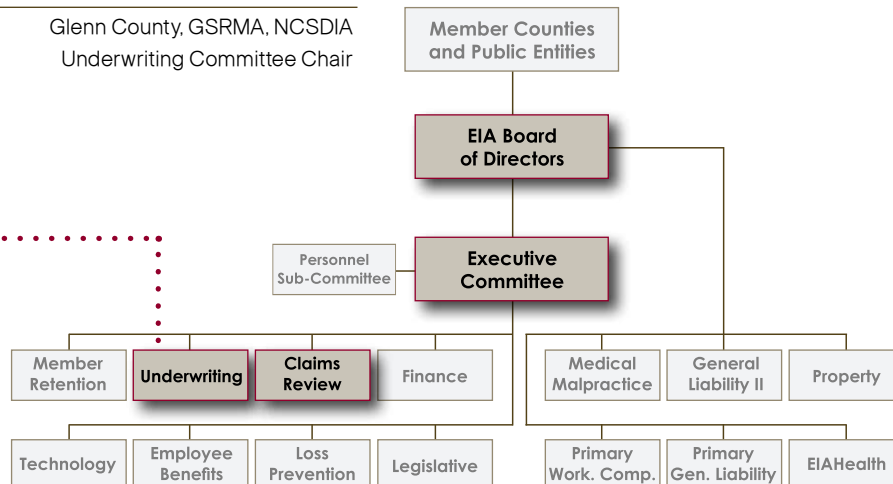 Glenn County, GSRMA, NCSDIA
Underwriting Committee Chair
Member Counties
and Public Entities
EIA Board
of Directors
Executive
Committee
Personnel
Sub-Committee
Member
Retention
Underwriting
Claims
Review
Finance
Medical
Malpractice
General
Liability II
Property
Technology
Employee
Benefits
Loss
Prevention
Legislative
Primary
Work. Comp.
Primary
Gen. Liability
EIAHealth